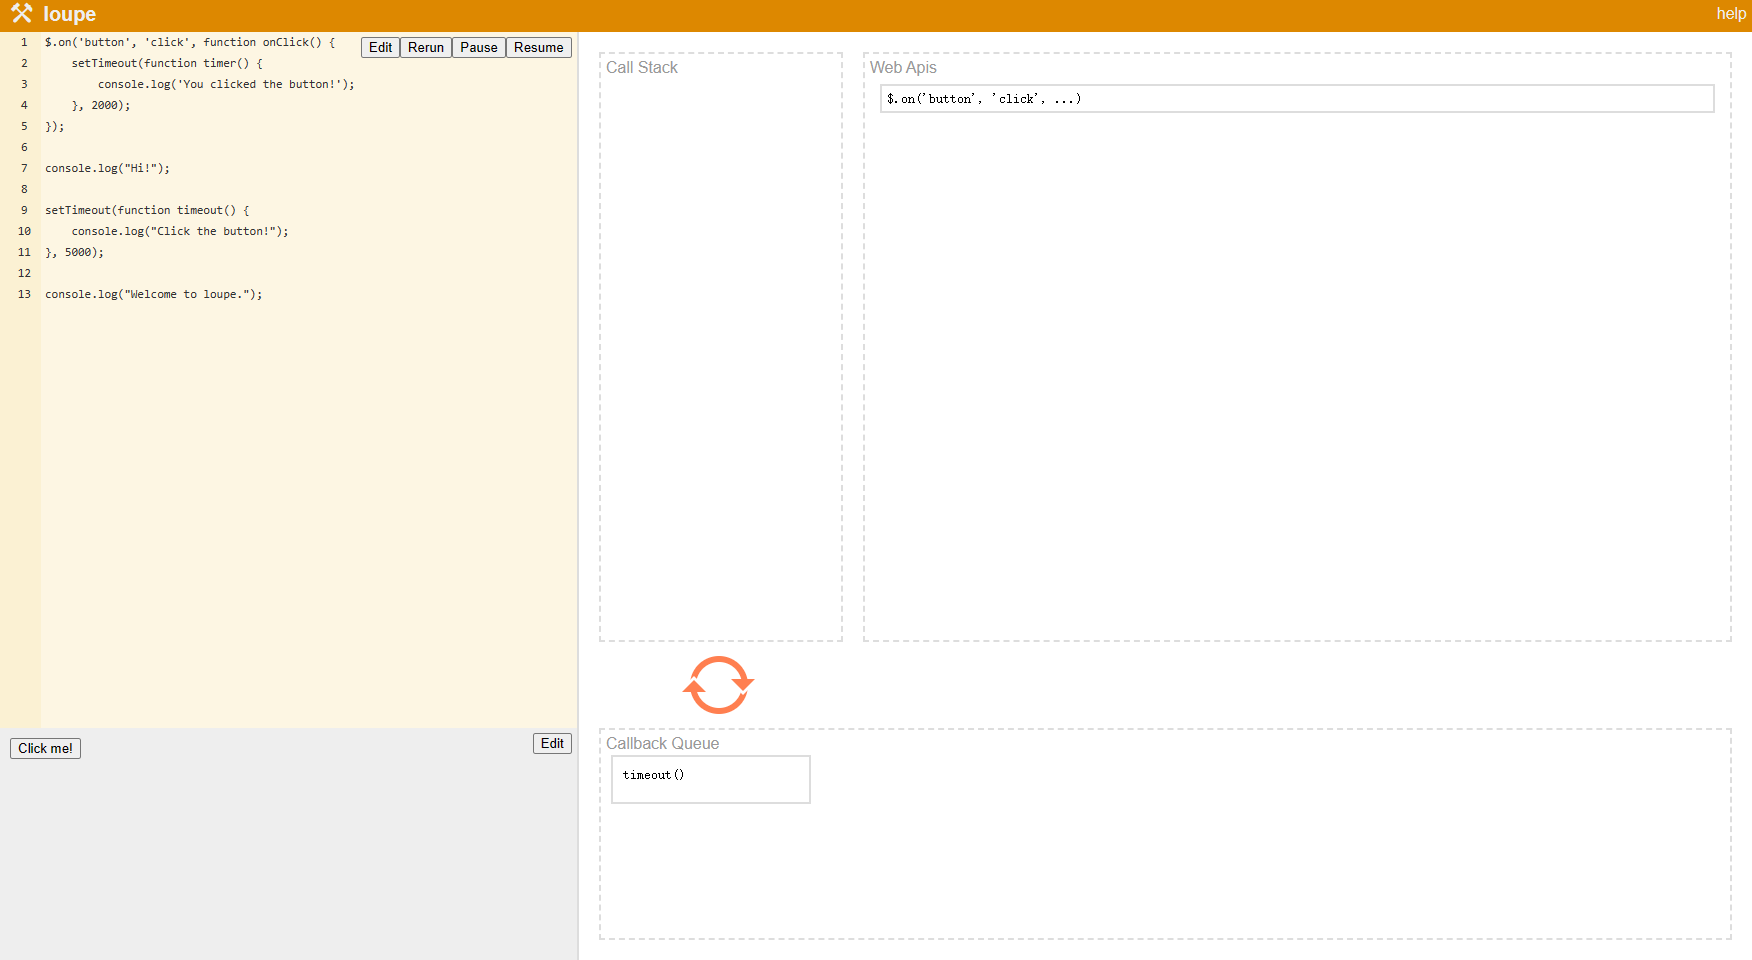 loupe
help
Edit Rerun Pause Resume
1 $.on('button', 'click', function onClick() {
2     setTimeout(function timer() {
3         console.log('You clicked the button!');
4     }, 2000);
5 });
6
7 console.log("Hi!");
8
9 setTimeout(function timeout() {
10     console.log("Click the button!");
11 }, 5000);
12
13 console.log("Welcome to loupe.");
Click me!
Edit
Call Stack
Web Apis
$.on('button', 'click', ...)
Callback Queue
timeout()